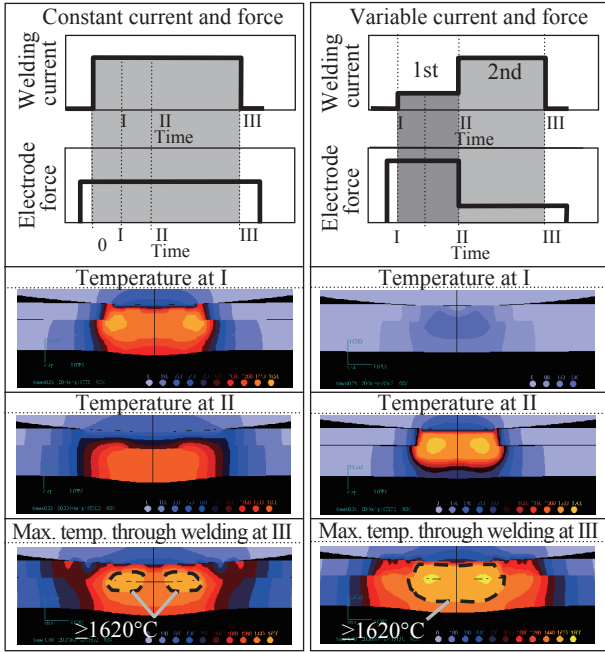 Constant current and force
Welding
current
I
II
III
Time
Electrode
force
0
I
II
III
Time
Temperature at I
Temperature at II
Max. temp. through welding at III
≥1620°C
Variable current and force
Welding
current
1st
2nd
I
II
III
Time
Electrode
force
I
II
III
Time
Temperature at I
Temperature at II
Max. temp. through welding at III
≥1620°C